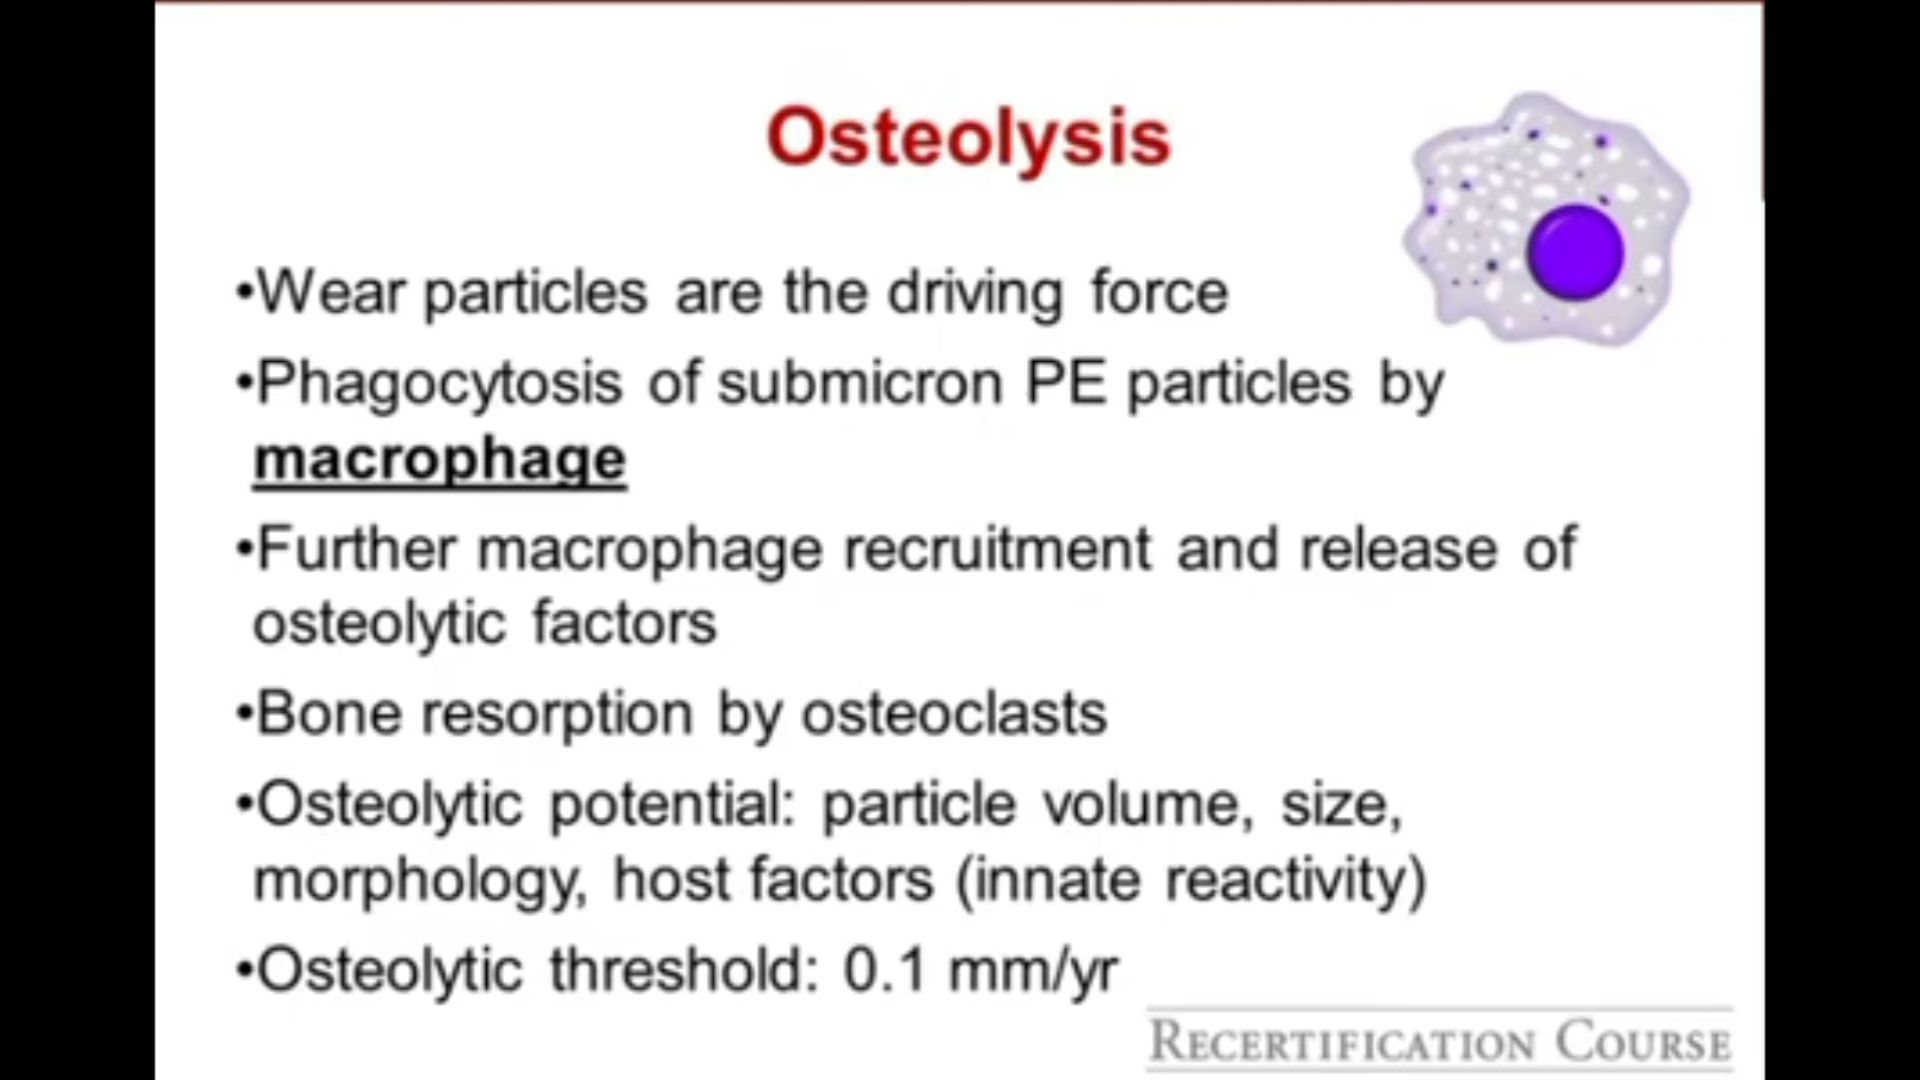 Osteolysis
•Wear particles are the driving force
•Phagocytosis of submicron PE particles by
macrophage
•Further macrophage recruitment and release of
osteolytic factors
•Bone resorption by osteoclasts
•Osteolytic potential: particle volume, size,
morphology, host factors (innate reactivity)
•Osteolytic threshold: 0.1 mm/yr
RECERTIFICATION COURSE